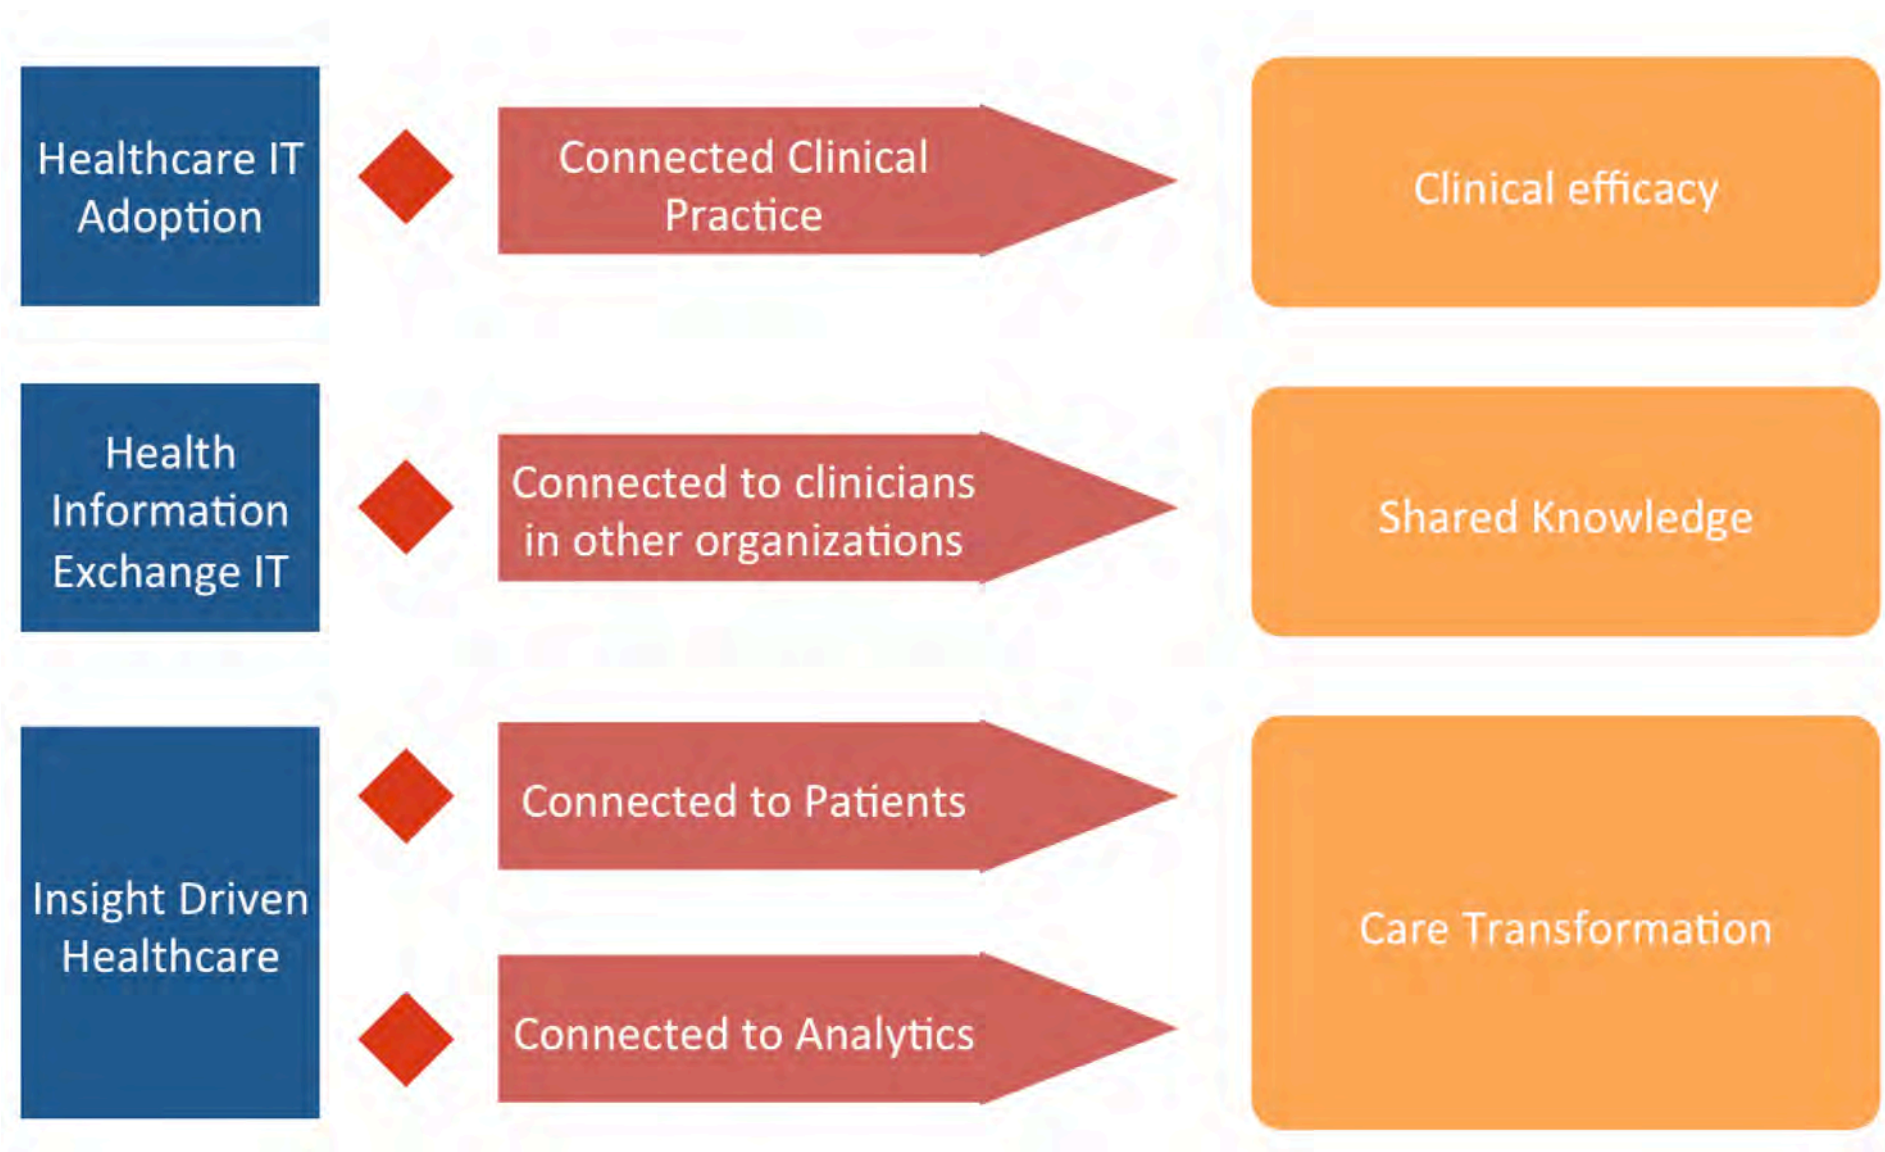 Healthcare IT
Adoption
Connected Clinical
Practice
Clinical efficacy
Health
Information
Exchange IT
Connected to clinicians
in other organizations
Shared Knowledge
Insight Driven
Healthcare
Connected to Patients
Connected to Analytics
Care Transformation